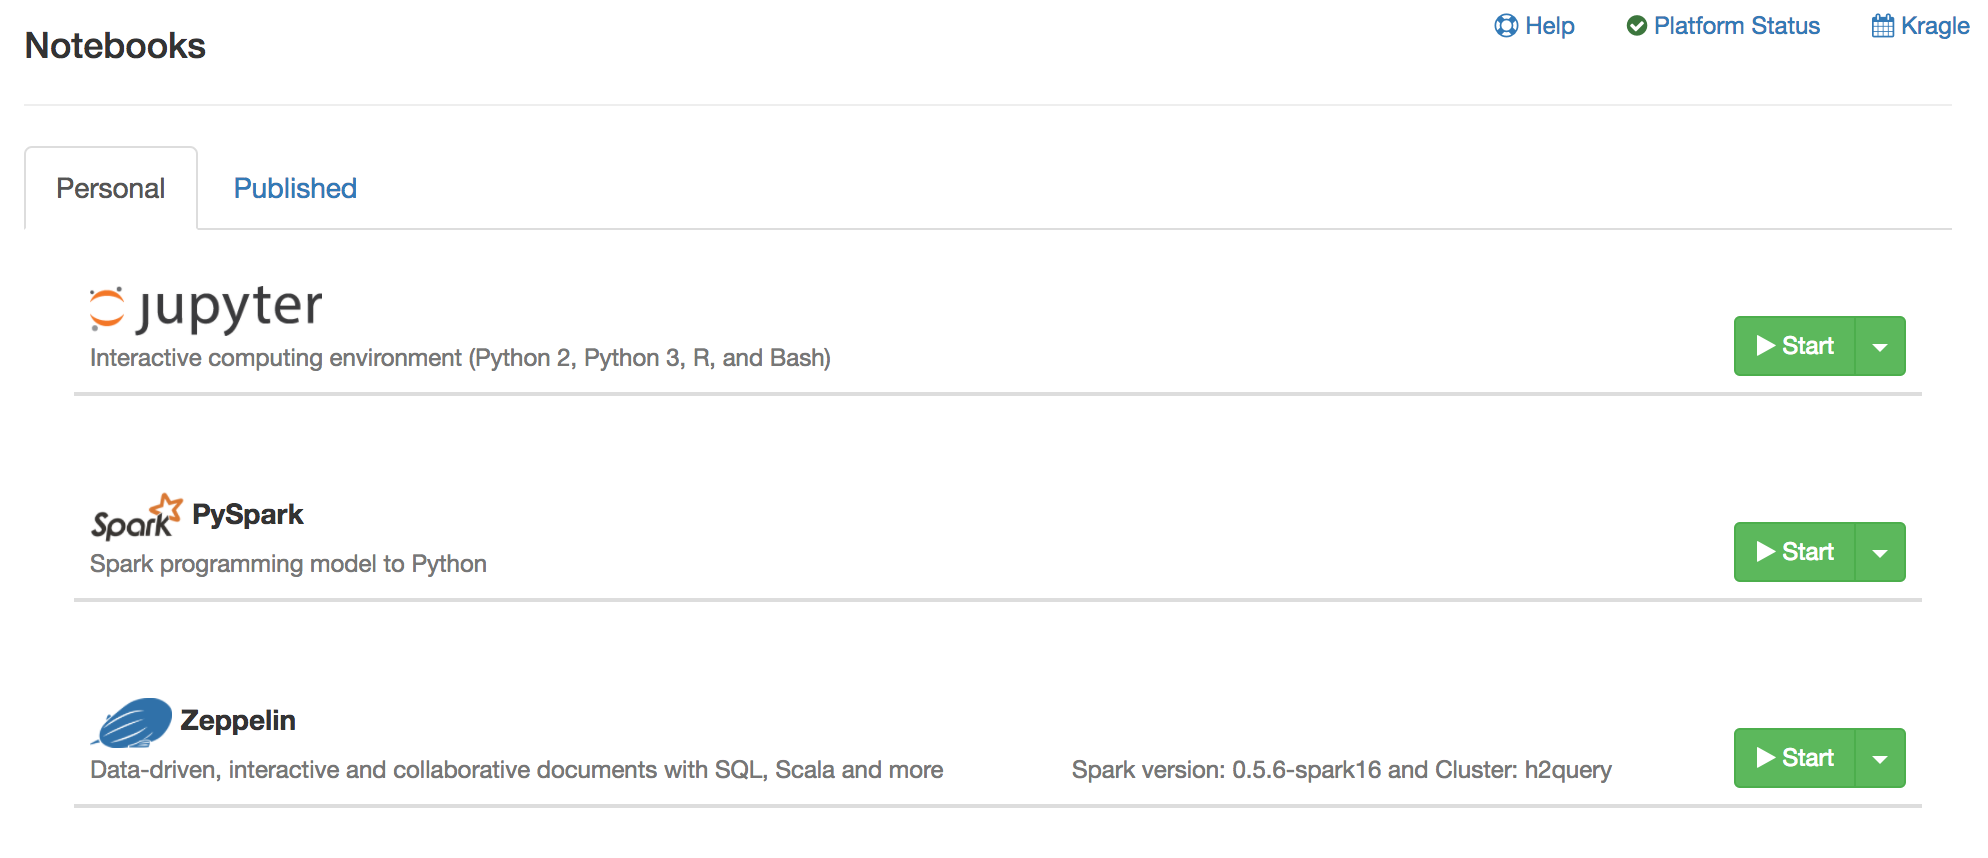 Notebooks
Help
Platform Status
Kragle
Personal
Published
jupyter
Interactive computing environment (Python 2, Python 3, R, and Bash)
Start
Spark PySpark
Spark programming model to Python
Start
Zeppelin
Data-driven, interactive and collaborative documents with SQL, Scala and more
Spark version: 0.5.6-spark16 and Cluster: h2query
Start